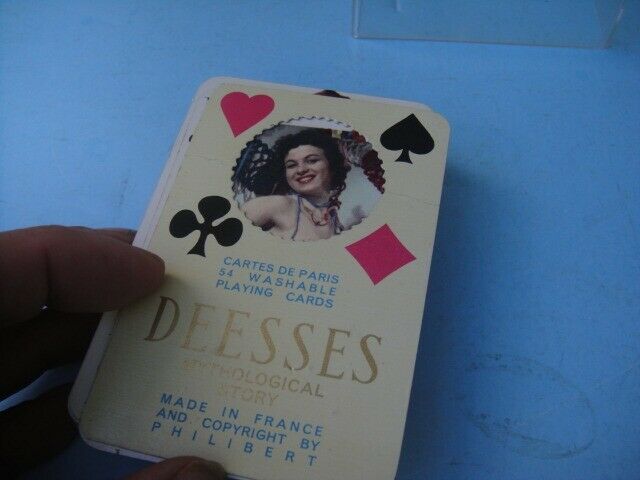 CARTES DE PARIS
54 WASHABLE
PLAYING CARDS
DEESSES
MYTHOLOGICAL
STORY
MADE IN FRANCE
AND COPYRIGHT BY
PHILIBERT